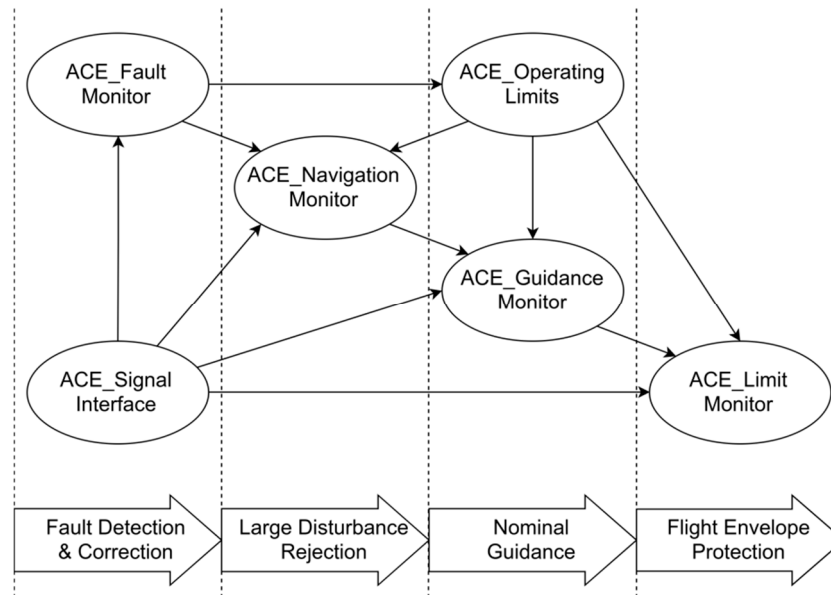 ACE_Fault
Monitor
ACE_Operating
Limits
ACE_Navigation
Monitor
ACE_Guidance
Monitor
ACE_Signal
Interface
ACE_Limit
Monitor
Fault Detection
& Correction
Large Disturbance
Rejection
Nominal
Guidance
Flight Envelope
Protection